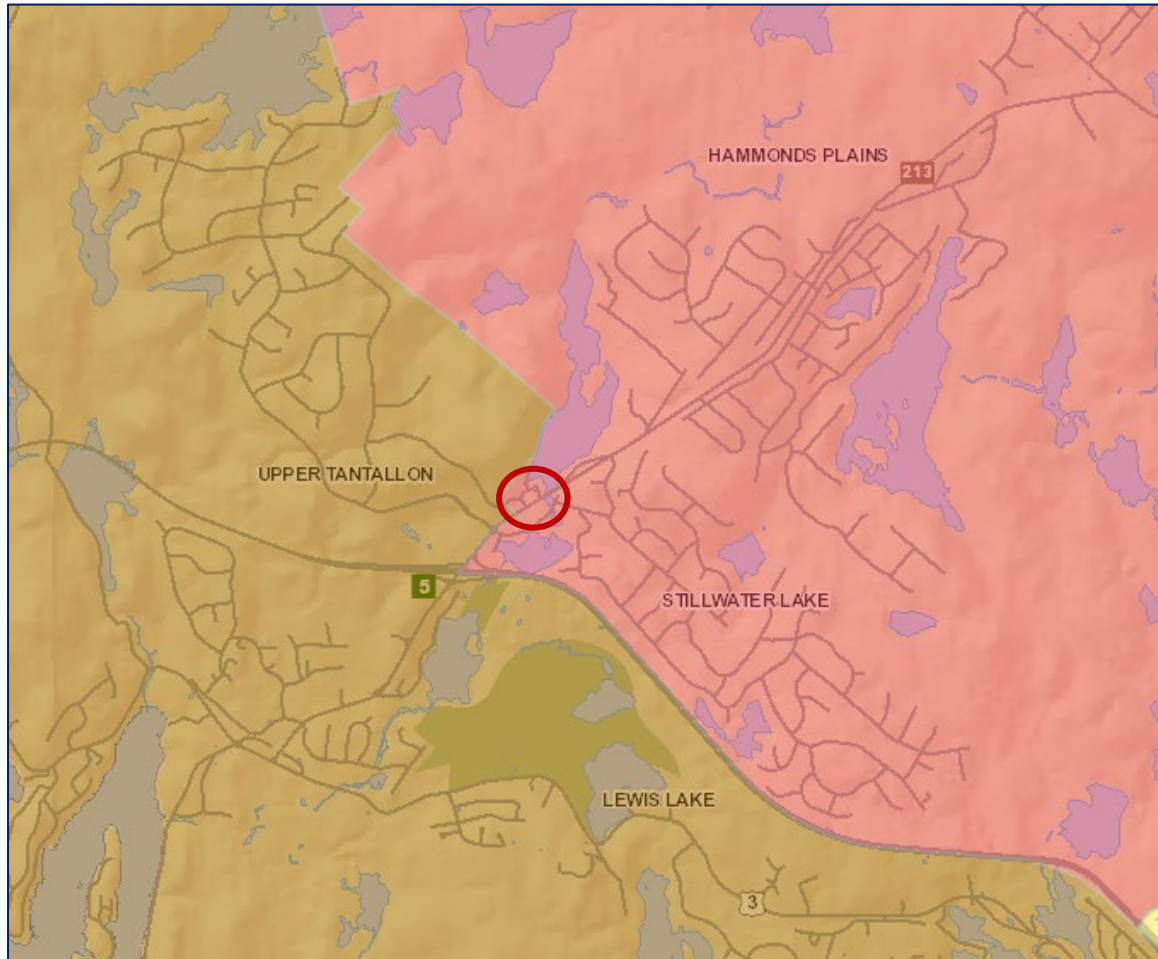 HAMMONDS PLAINS
213
UPPER TANTALLON
5
STILLWATER LAKE
LEWIS LAKE
3